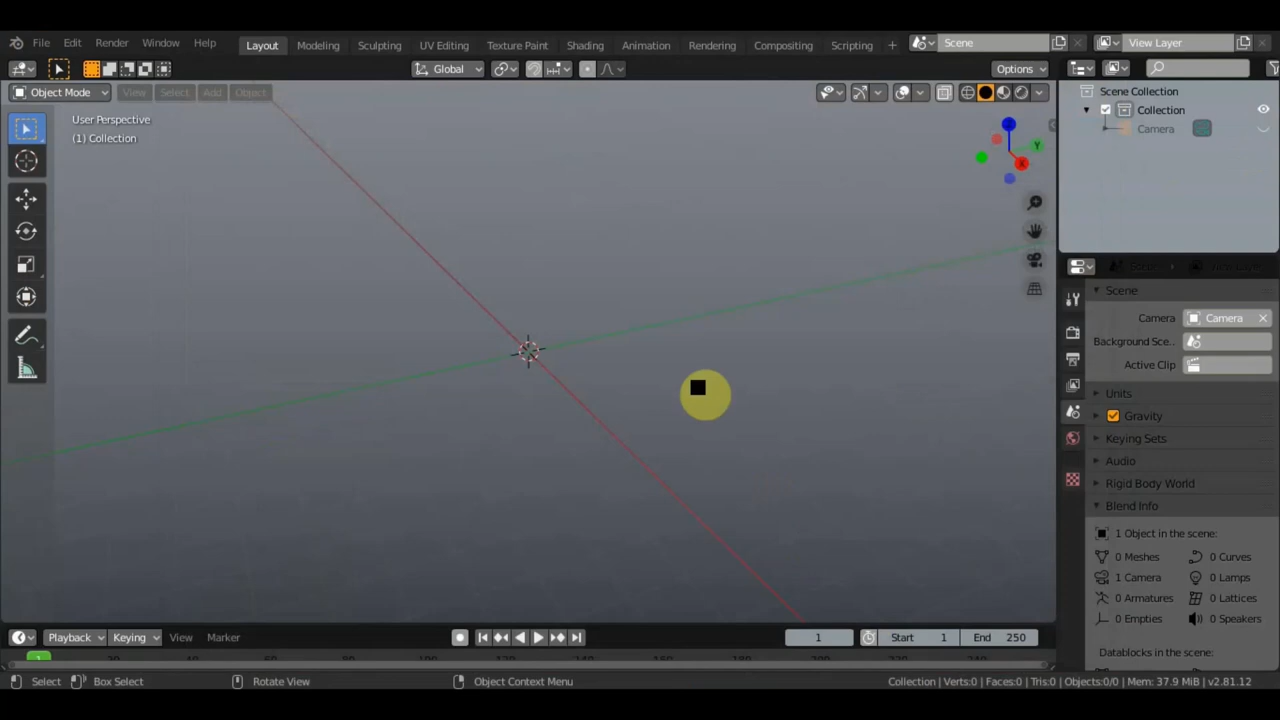 File Edit Render Window Help Layout Modeling Sculpting UV Editing Texture Paint Shading Animation Rendering Compositing Scripting + Scene View Layer
Global Options
Object Mode View Select Add Object
User Perspective
(1) Collection
Z
Y
X
Scene Collection
Collection
Camera
Scene
Camera Camera
Background Sce..
Active Clip
Units
Gravity
Keying Sets
Audio
Rigid Body World
Blend Info
1 Object in the scene:
0 Meshes 0 Curves
1 Camera 0 Lamps
0 Armatures 0 Lattices
0 Empties 0 Speakers
Datablocks in the scene:
Playback Keying View Marker 1 Start 1 End 250
1
Select Box Select Rotate View Object Context Menu Collection | Verts:0 | Faces:0 | Tris:0 | Objects:0/0 | Mem: 37.9 MiB | v2.81.12